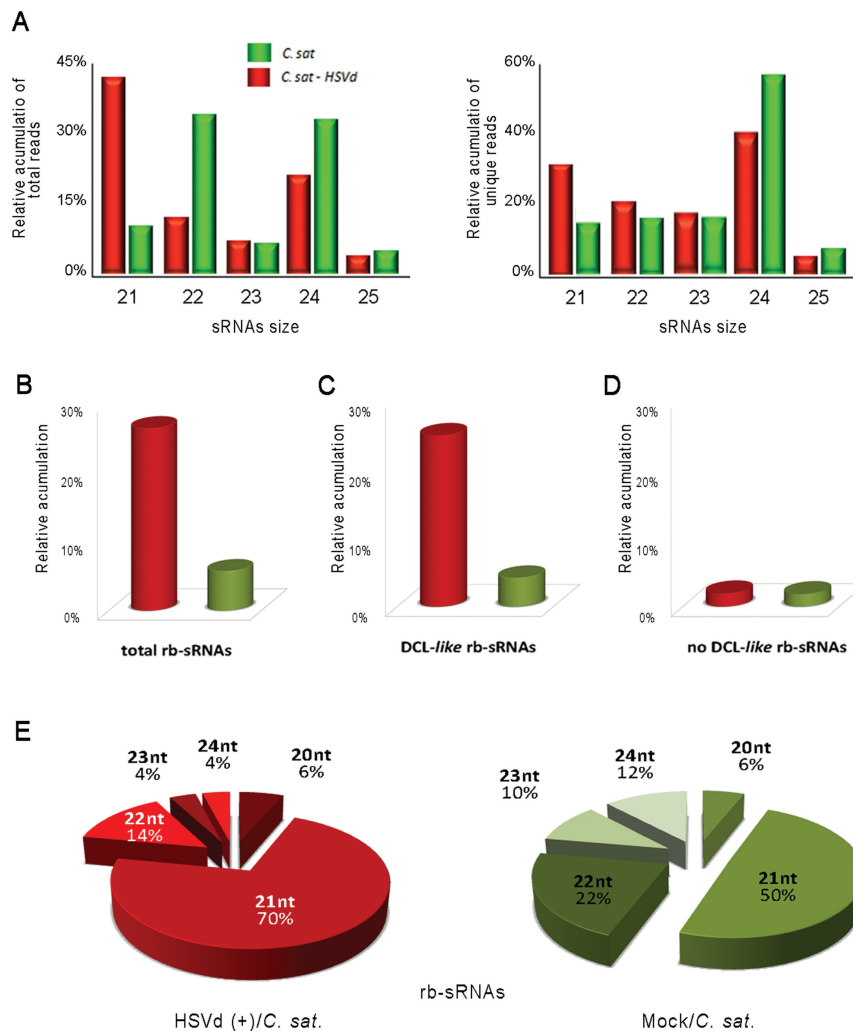 A
C. sat
C. sat - HSVd
Relative acumulatio of
total reads
45%
30%
15%
0%
21 22 23 24 25
sRNAs size
Relative acumulatio of
unique reads
60%
40%
20%
0%
21 22 23 24 25
sRNAs size
B
Relative acumulation
30%
20%
10%
0%
total rb-sRNAs
C
Relative acumulation
30%
20%
10%
0%
DCL-like rb-sRNAs
D
Relative acumulation
30%
20%
10%
0%
no DCL-like rb-sRNAs
E
23nt
4%
24nt
4%
20nt
6%
22nt
14%
21nt
70%
HSVd (+)/C. sat.
rb-sRNAs
23nt
10%
24nt
12%
20nt
6%
22nt
22%
21nt
50%
Mock/C. sat.